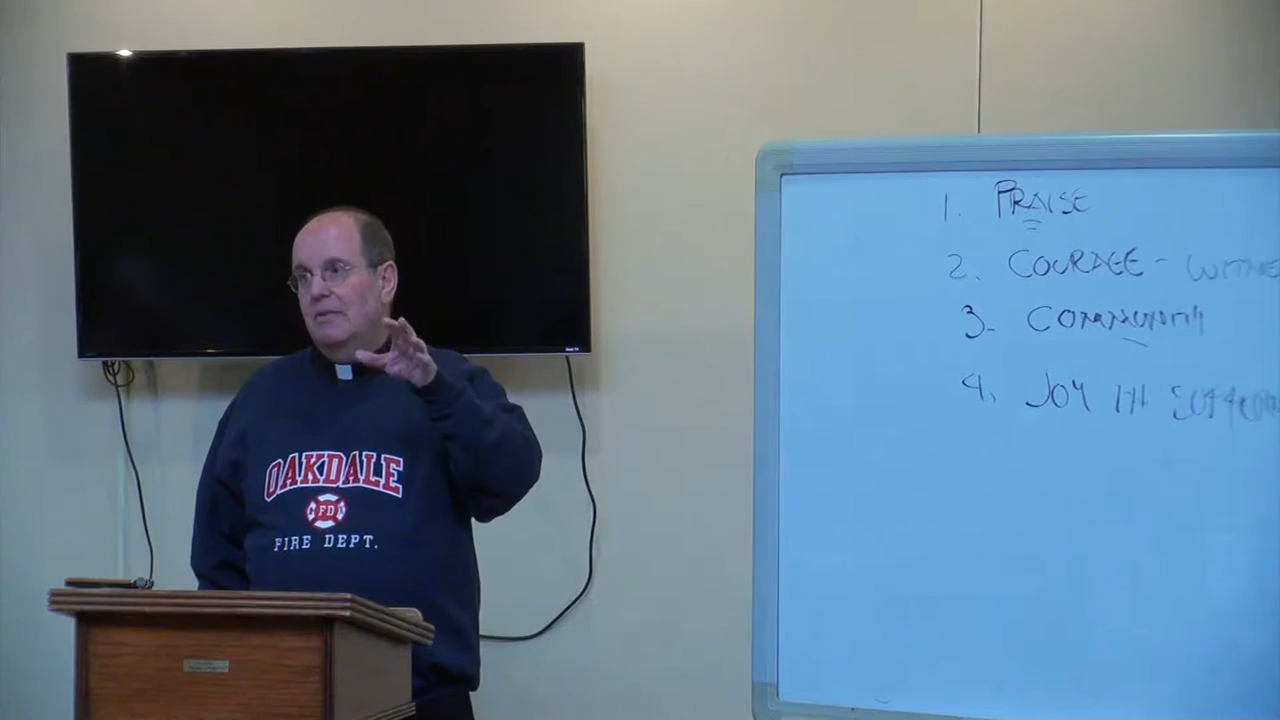 1. PRAISE
2. COURAGE -
3. COMMUNITY
4. JOY IN
OAKDALE
FD
FIRE DEPT.